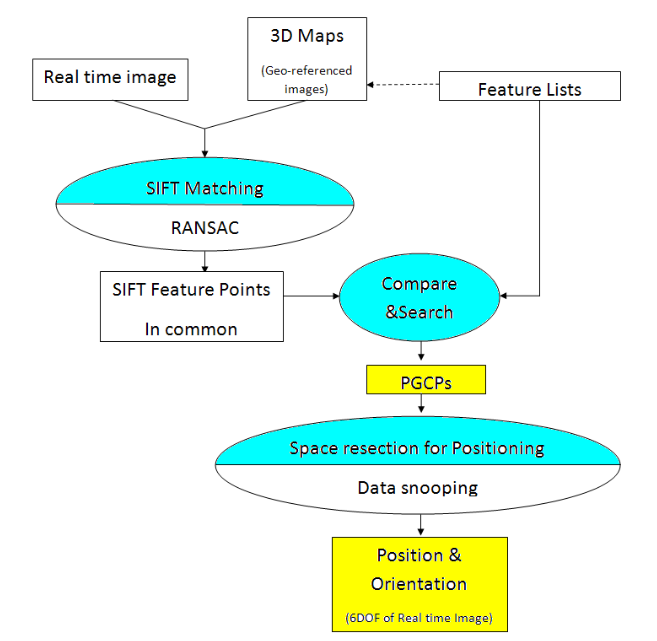 3D Maps
Real time image
(Geo-referenced
images)
Feature Lists
SIFT Matching
RANSAC
SIFT Feature Points
In common
Compare
&Search
PGCPs
Space resection for Positioning
Data snooping
Position &
Orientation
(6DOF of Real time Image)